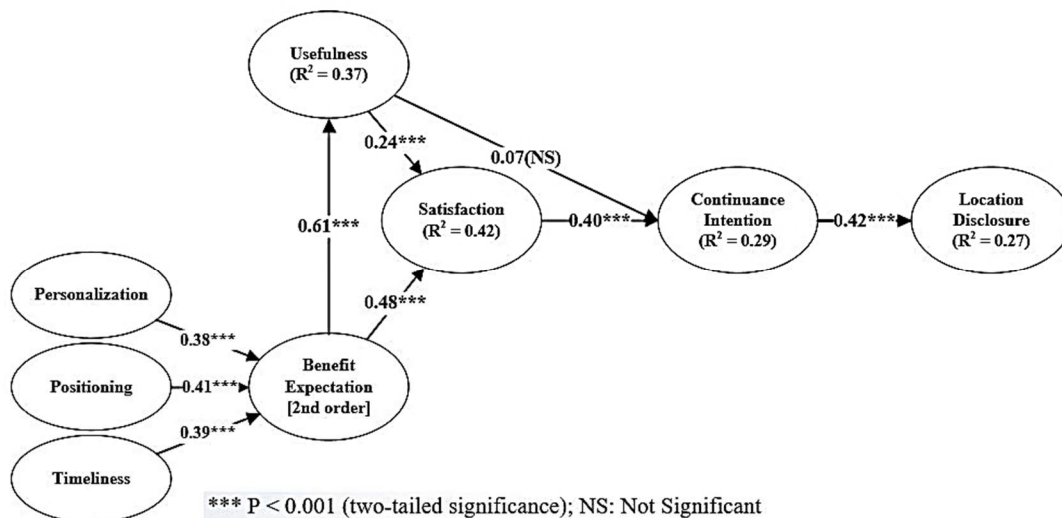 Usefulness
(R² = 0.37)
0.24***
0.07(NS)
0.61***
Satisfaction
(R² = 0.42)
0.40***
Continuance
Intention
(R² = 0.29)
0.42***
Location
Disclosure
(R² = 0.27)
Personalization
0.38***
0.48***
Positioning
0.41***
Benefit
Expectation
[2nd order]
0.39***
Timeliness
*** P < 0.001 (two-tailed significance); NS: Not Significant